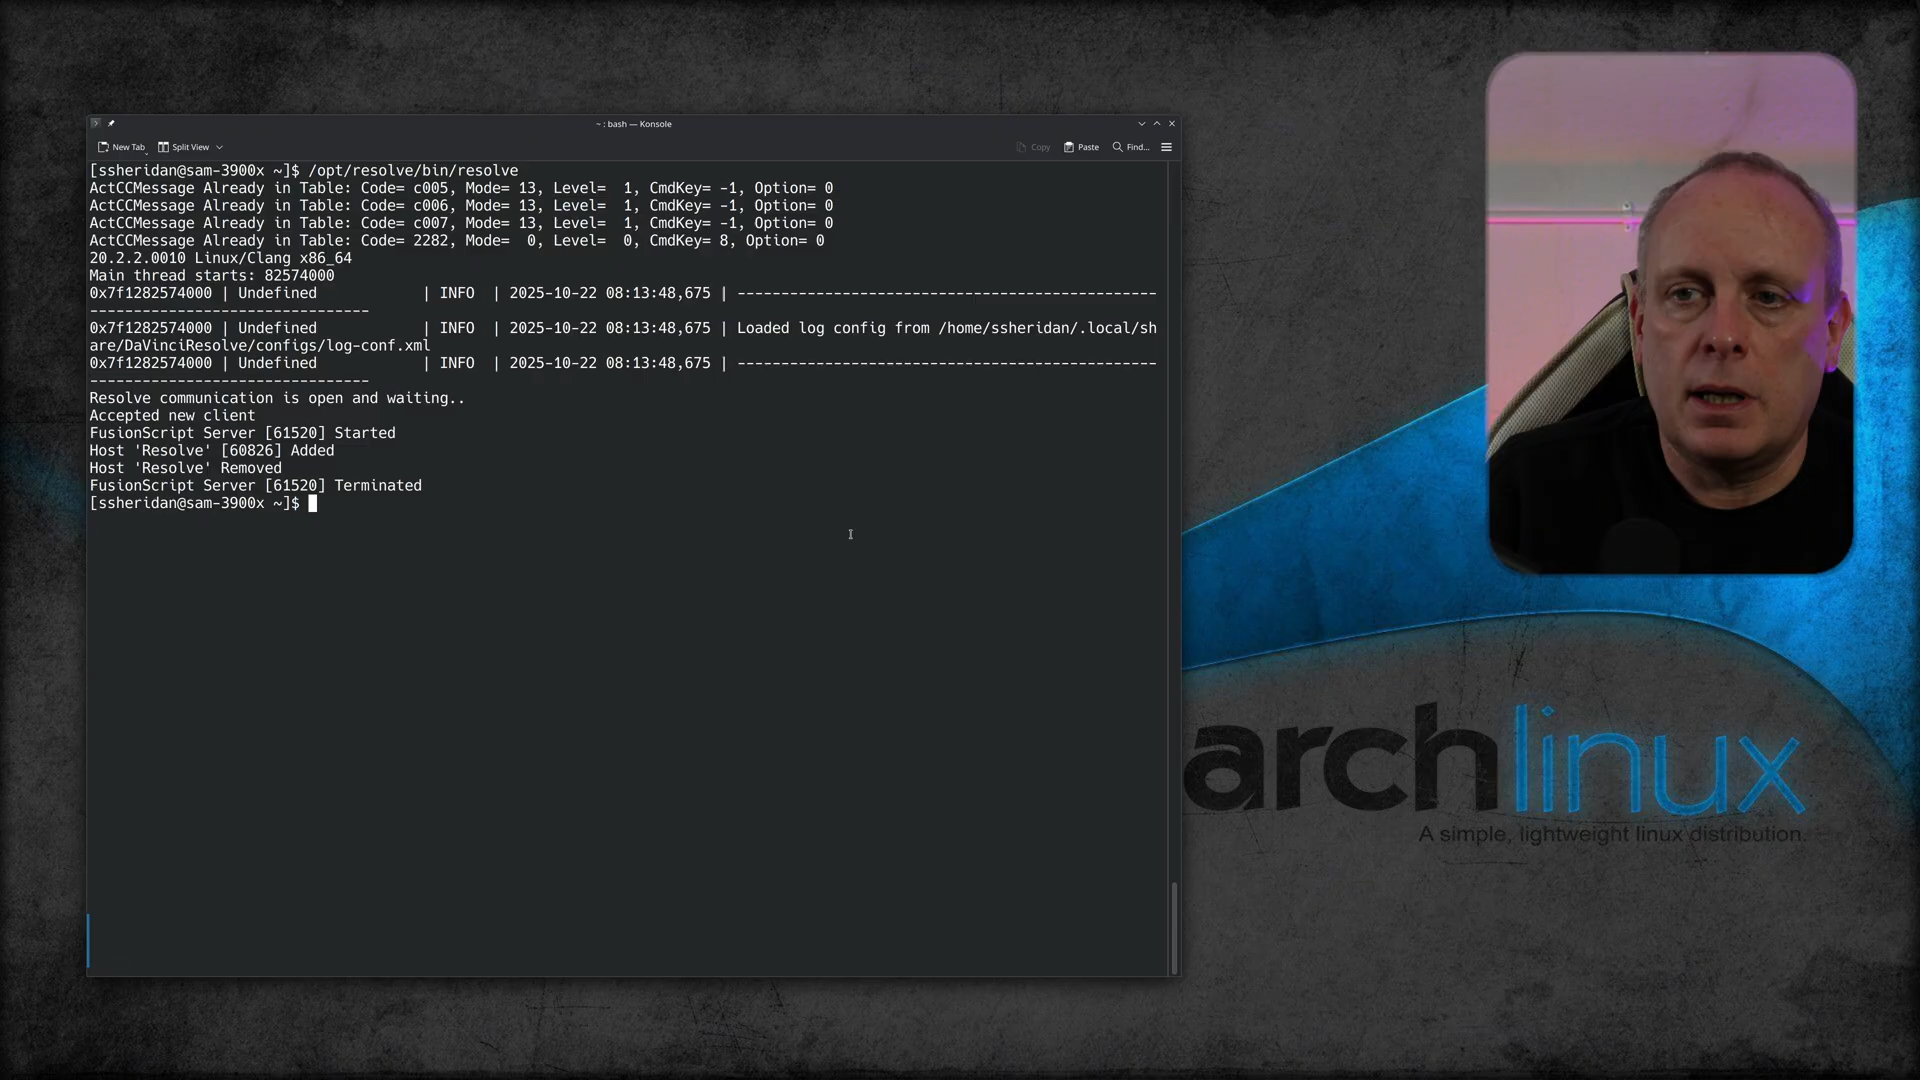 ~ : bash — Konsole
New Tab Split View Copy Paste Find...
[ssheridan@sam-3900x ~]$ /opt/resolve/bin/resolve
ActCCMessage Already in Table: Code= c005, Mode= 13, Level=  1, CmdKey= -1, Option= 0
ActCCMessage Already in Table: Code= c006, Mode= 13, Level=  1, CmdKey= -1, Option= 0
ActCCMessage Already in Table: Code= c007, Mode= 13, Level=  1, CmdKey= -1, Option= 0
ActCCMessage Already in Table: Code= 2282, Mode=  0, Level=  0, CmdKey= 8, Option= 0
20.2.2.0010 Linux/Clang x86_64
Main thread starts: 82574000
0x7f1282574000 | Undefined            | INFO  | 2025-10-22 08:13:48,675 | ------------------------------------------------
--------------------------------
0x7f1282574000 | Undefined            | INFO  | 2025-10-22 08:13:48,675 | Loaded log config from /home/ssheridan/.local/sh
are/DaVinciResolve/configs/log-conf.xml
0x7f1282574000 | Undefined            | INFO  | 2025-10-22 08:13:48,675 | ------------------------------------------------
--------------------------------
Resolve communication is open and waiting..
Accepted new client
FusionScript Server [61520] Started
Host 'Resolve' [60826] Added
Host 'Resolve' Removed
FusionScript Server [61520] Terminated
[ssheridan@sam-3900x ~]$
archlinux
A simple, lightweight linux distribution.